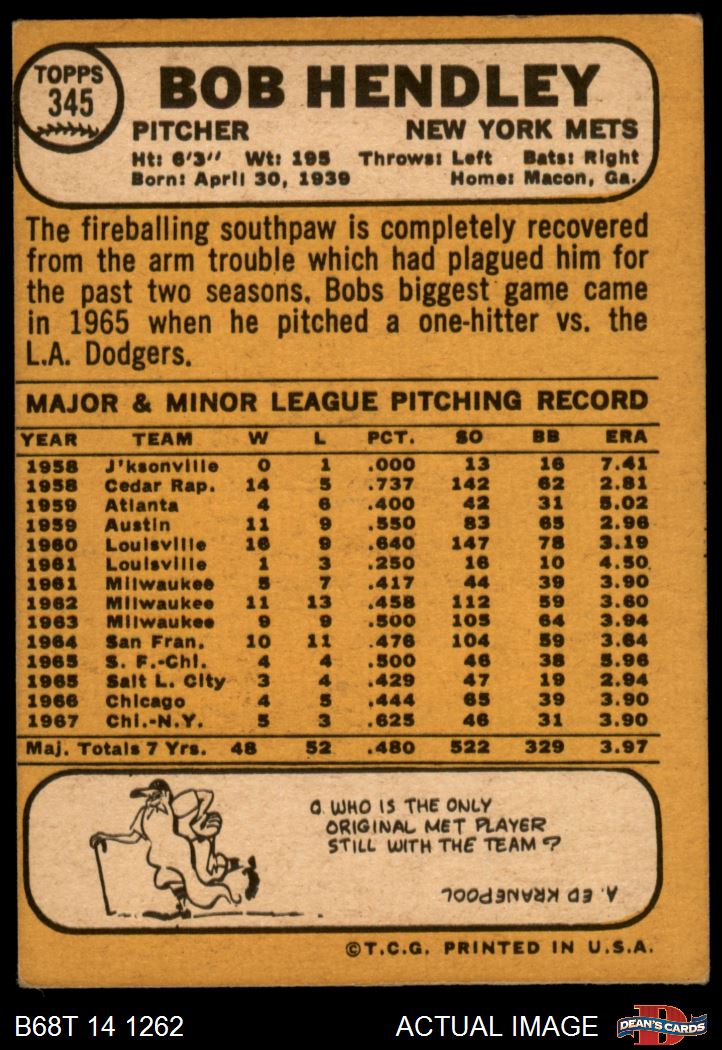 TOPPS
345
BOB HENDLEY
PITCHER NEW YORK METS
Ht: 6'3" Wt: 195 Throws: Left Bats: Right
Born: April 30, 1939 Home: Macon, Ga.
The fireballing southpaw is completely recovered
from the arm trouble which had plagued him for
the past two seasons. Bobs biggest game came
in 1965 when he pitched a one-hitter vs. the
L.A. Dodgers.
MAJOR & MINOR LEAGUE PITCHING RECORD
YEAR TEAM W L PCT. SO BB ERA
1958 J'ksonville 0 1 .000 13 16 7.41
1958 Cedar Rap. 14 5 .737 142 62 2.81
1959 Atlanta 4 6 .400 42 31 5.02
1959 Austin 11 9 .550 83 65 2.96
1960 Louisville 16 9 .640 147 78 3.19
1961 Louisville 1 3 .250 16 10 4.50
1961 Milwaukee 5 7 .417 44 39 3.90
1962 Milwaukee 11 13 .458 112 59 3.60
1963 Milwaukee 9 9 .500 105 64 3.94
1964 San Fran. 10 11 .476 104 59 3.64
1965 S. F.-Chi. 4 4 .500 46 38 5.96
1965 Salt L. City 3 4 .429 47 19 2.94
1966 Chicago 4 5 .444 65 39 3.90
1967 Chi.-N.Y. 5 3 .625 46 31 3.90
Maj. Totals 7 Yrs. 48 52 .480 522 329 3.97
Q. WHO IS THE ONLY
ORIGINAL MET PLAYER
STILL WITH THE TEAM?
A. ED KRANEPOOL
©T.C.G. PRINTED IN U.S.A.
B68T 14 1262 ACTUAL IMAGE DEAN'S CARDS